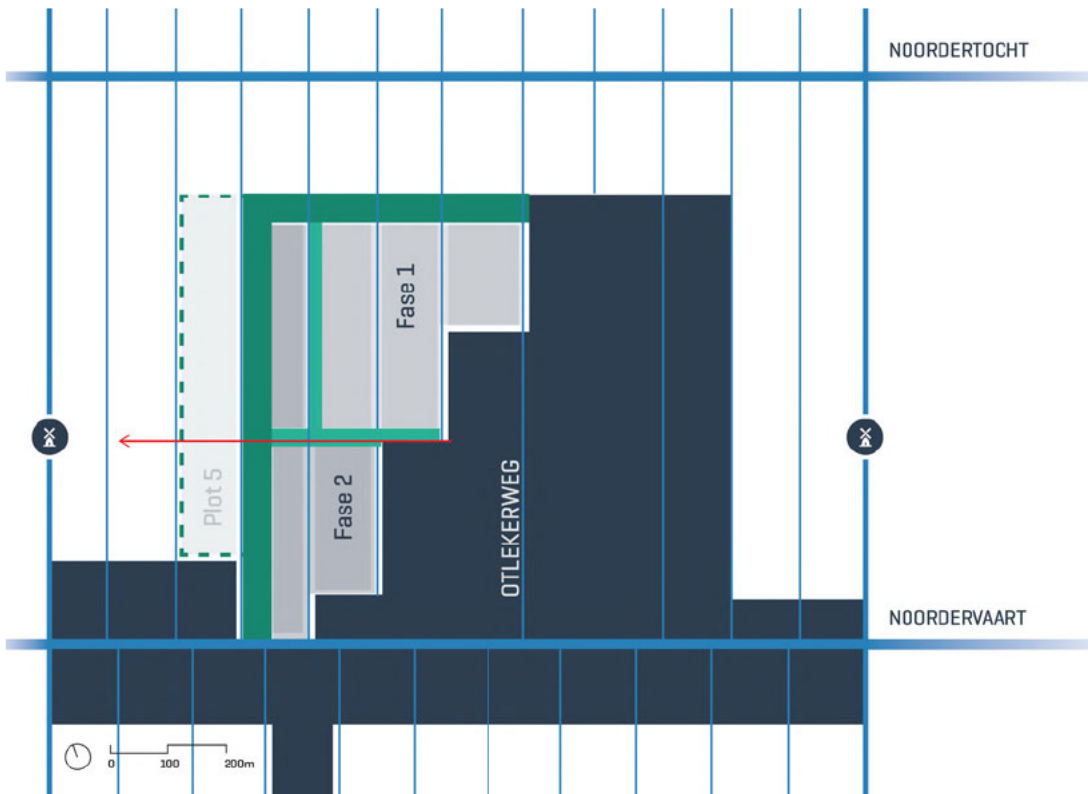 NOORDERTOCHT
Fase 1
Plot 5
Fase 2
OTLEKERWEG
NOORDERVAART
0 100 200m